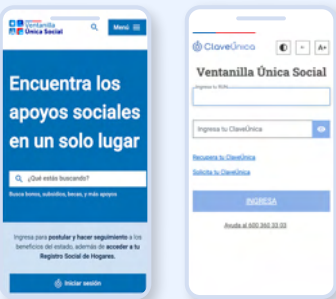 Ventanilla
Única Social
Menú
Encuentra los
apoyos sociales
en un solo lugar
¿Qué estás buscando?
Busca bonos, subsidios, becas, y más apoyos
Ingresa para postular y hacer seguimiento a los
beneficios del estado, además de acceder a tu
Registro Social de Hogares.
Iniciar sesión
ClaveÚnica
- A+
Ventanilla Única Social
Ingresa tu RUN
Ingresa tu ClaveÚnica
Recupera tu ClaveÚnica
Solicita tu ClaveÚnica
INGRESA
Ayuda al 600 360 33 03